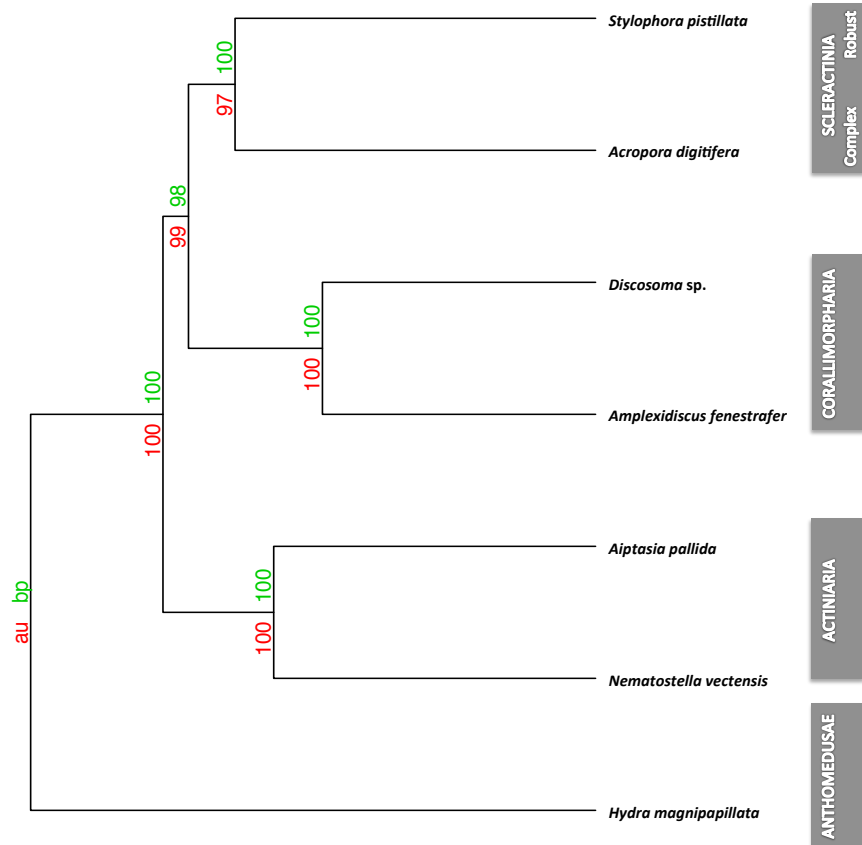 Stylophora pistillata
Acropora digitifera
Discosoma sp.
Amplexidiscus fenestrafer
Aiptasia pallida
Nematostella vectensis
Hydra magnipapillata
SCLERACTINIA
Complex Robust
CORALLIMORPHARIA
ACTINIARIA
ANTHOMEDUSAE
100
97
98
99
100
100
100
100
100
100
au bp